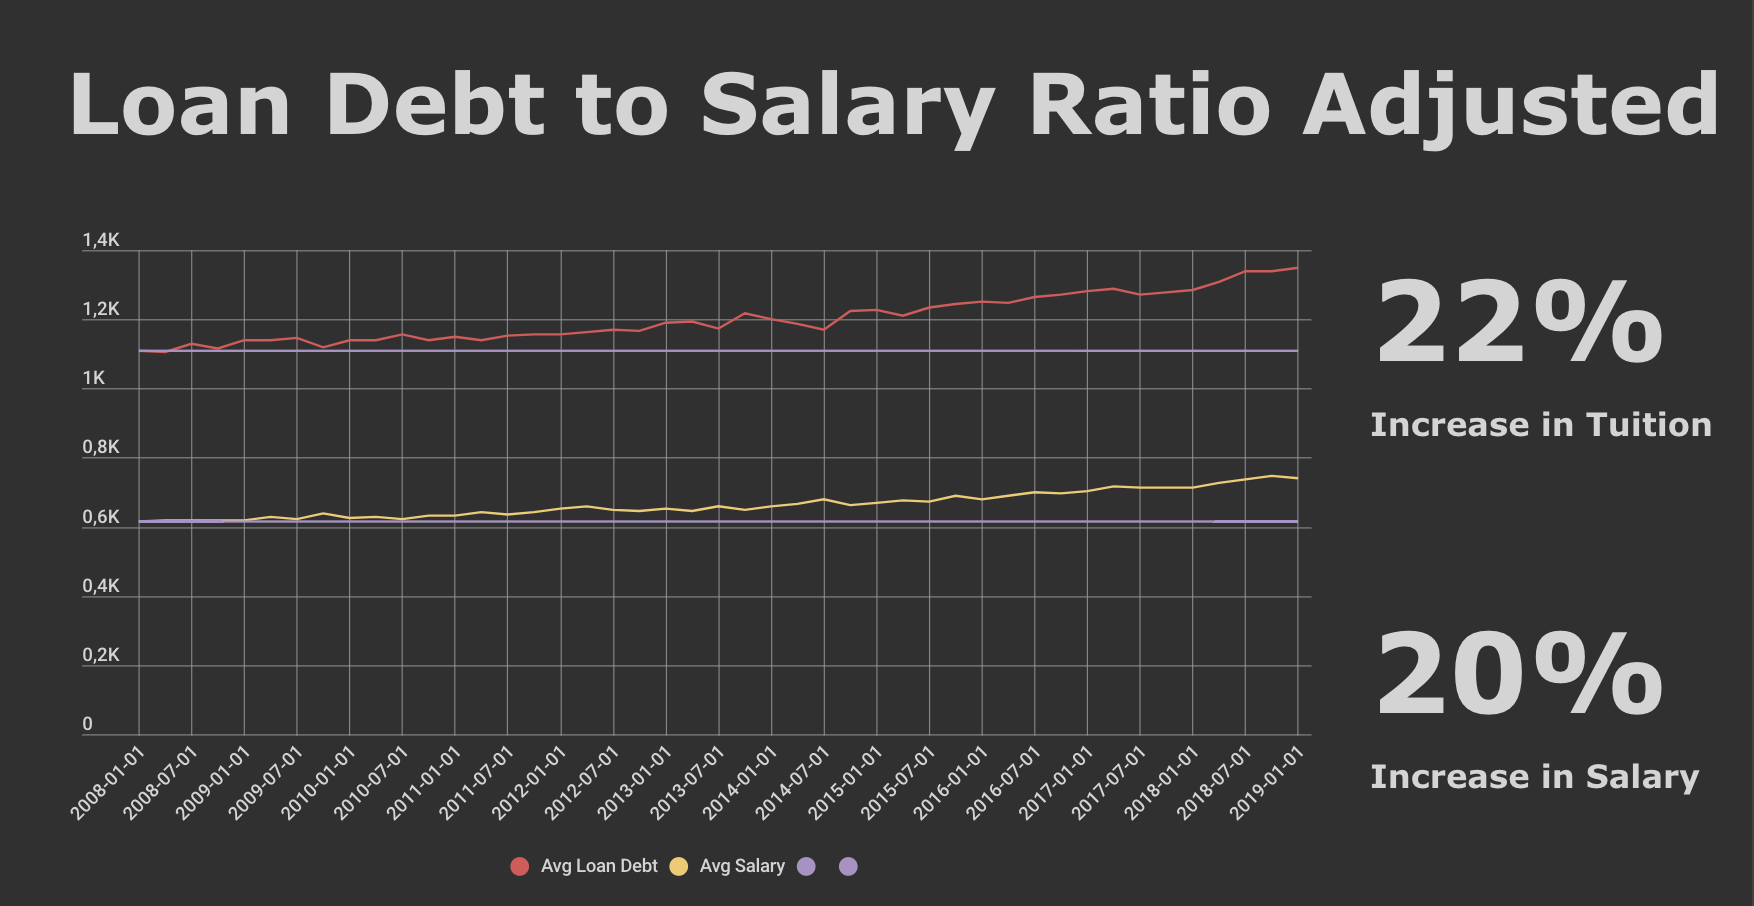 Loan Debt to Salary Ratio Adjusted
1,4K
1,2K
1K
0,8K
0,6K
0,4K
0,2K
0
2008-01-01
2008-07-01
2009-01-01
2009-07-01
2010-01-01
2010-07-01
2011-01-01
2011-07-01
2012-01-01
2012-07-01
2013-01-01
2013-07-01
2014-01-01
2014-07-01
2015-01-01
2015-07-01
2016-01-01
2016-07-01
2017-01-01
2017-07-01
2018-01-01
2018-07-01
2019-01-01
Avg Loan Debt
Avg Salary
22%
Increase in Tuition
20%
Increase in Salary